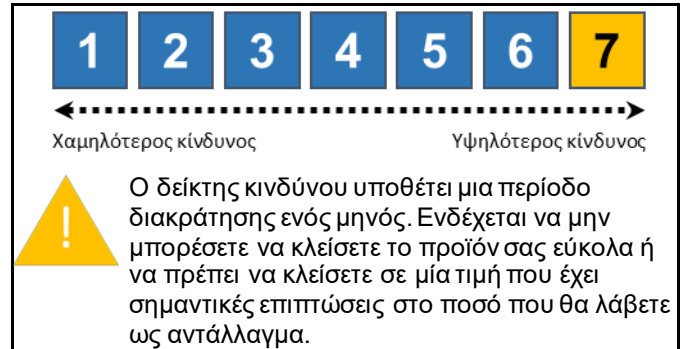 1 2 3 4 5 6 7
Χαμηλότερος κίνδυνος Υψηλότερος κίνδυνος
Ο δείκτης κινδύνου υποθέτει μια περίοδο
διακράτησης ενός μηνός. Ενδέχεται να μην
μπορέσετε να κλείσετε το προϊόν σας εύκολα ή
να πρέπει να κλείσετε σε μία τιμή που έχει
σημαντικές επιπτώσεις στο ποσό που θα λάβετε
ως αντάλλαγμα.